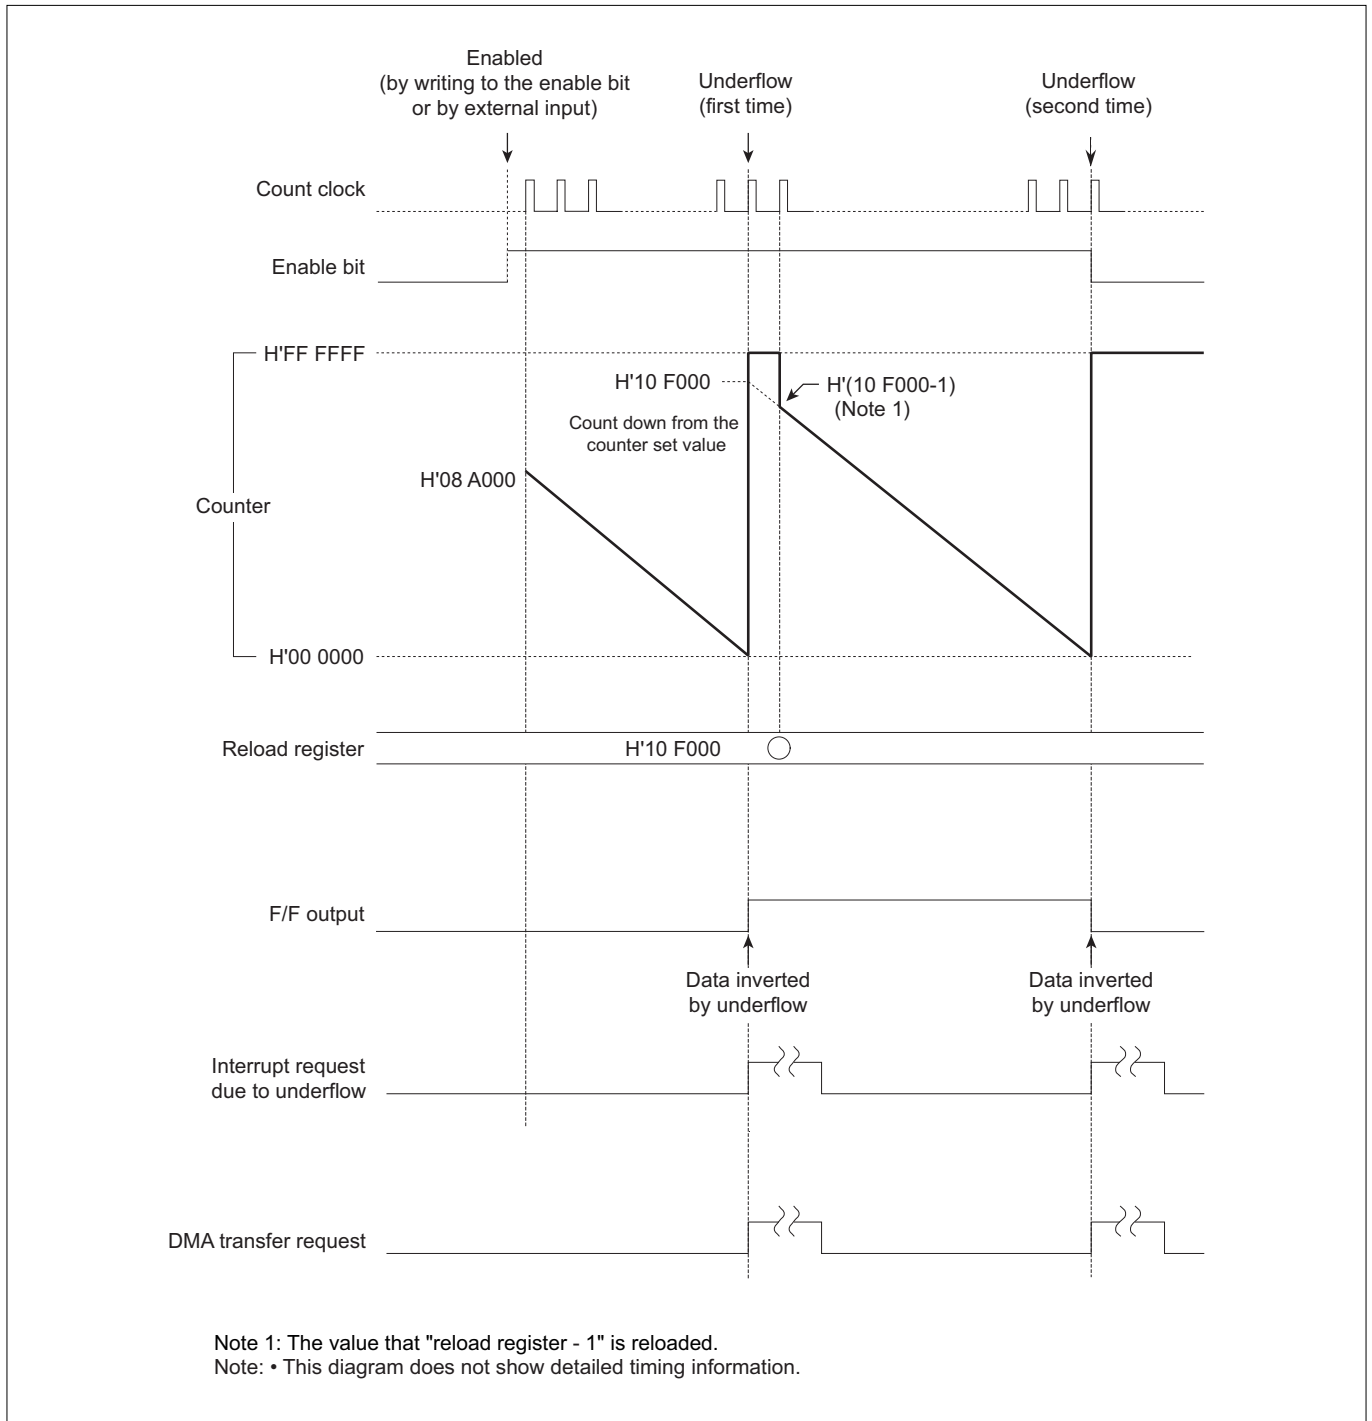 Enabled
(by writing to the enable bit
or by external input)
Underflow
(first time)
Underflow
(second time)
Count clock
Enable bit
H'FF FFFF
H'10 F000
H'(10 F000-1)
(Note 1)
Count down from the
counter set value
H'08 A000
Counter
H'00 0000
Reload register
H'10 F000
F/F output
Data inverted
by underflow
Data inverted
by underflow
Interrupt request
due to underflow
DMA transfer request
Note 1: The value that "reload register - 1" is reloaded.
Note: • This diagram does not show detailed timing information.